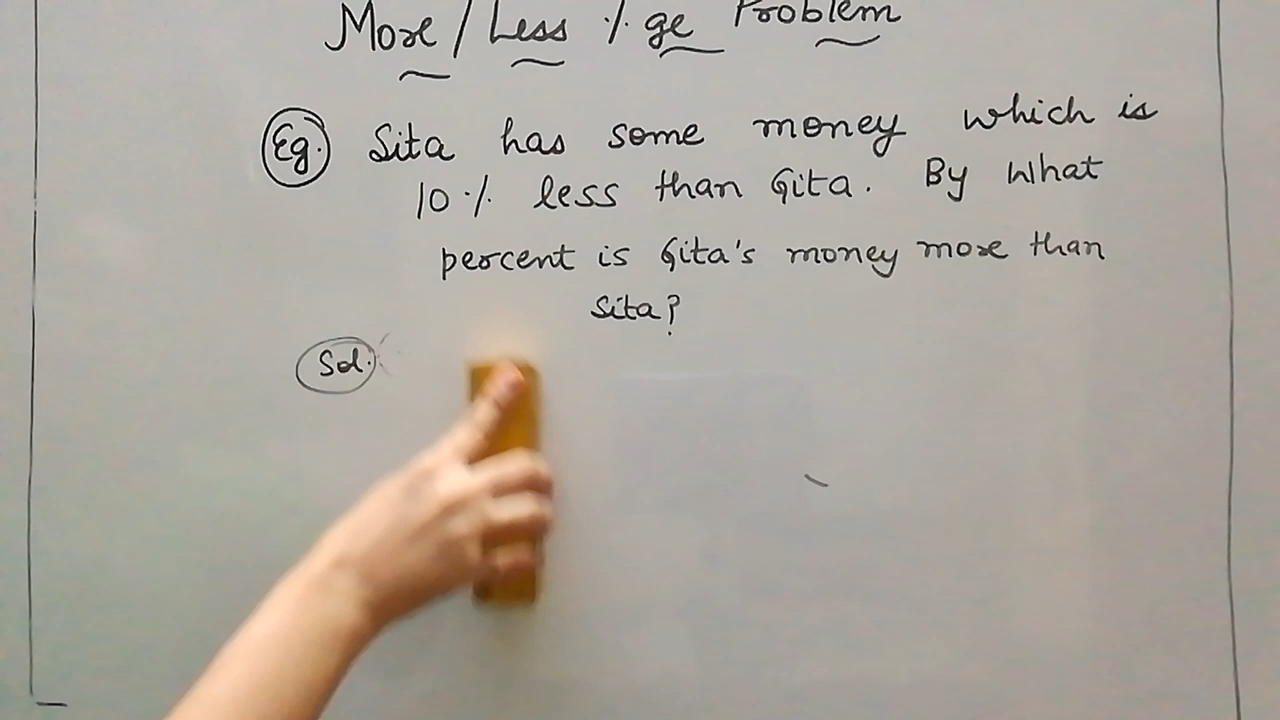 More / Less %ge Problem
Eg. Sita has some money which is
10% less than Gita. By What
percent is Gita's money more than
Sita?
Sol.